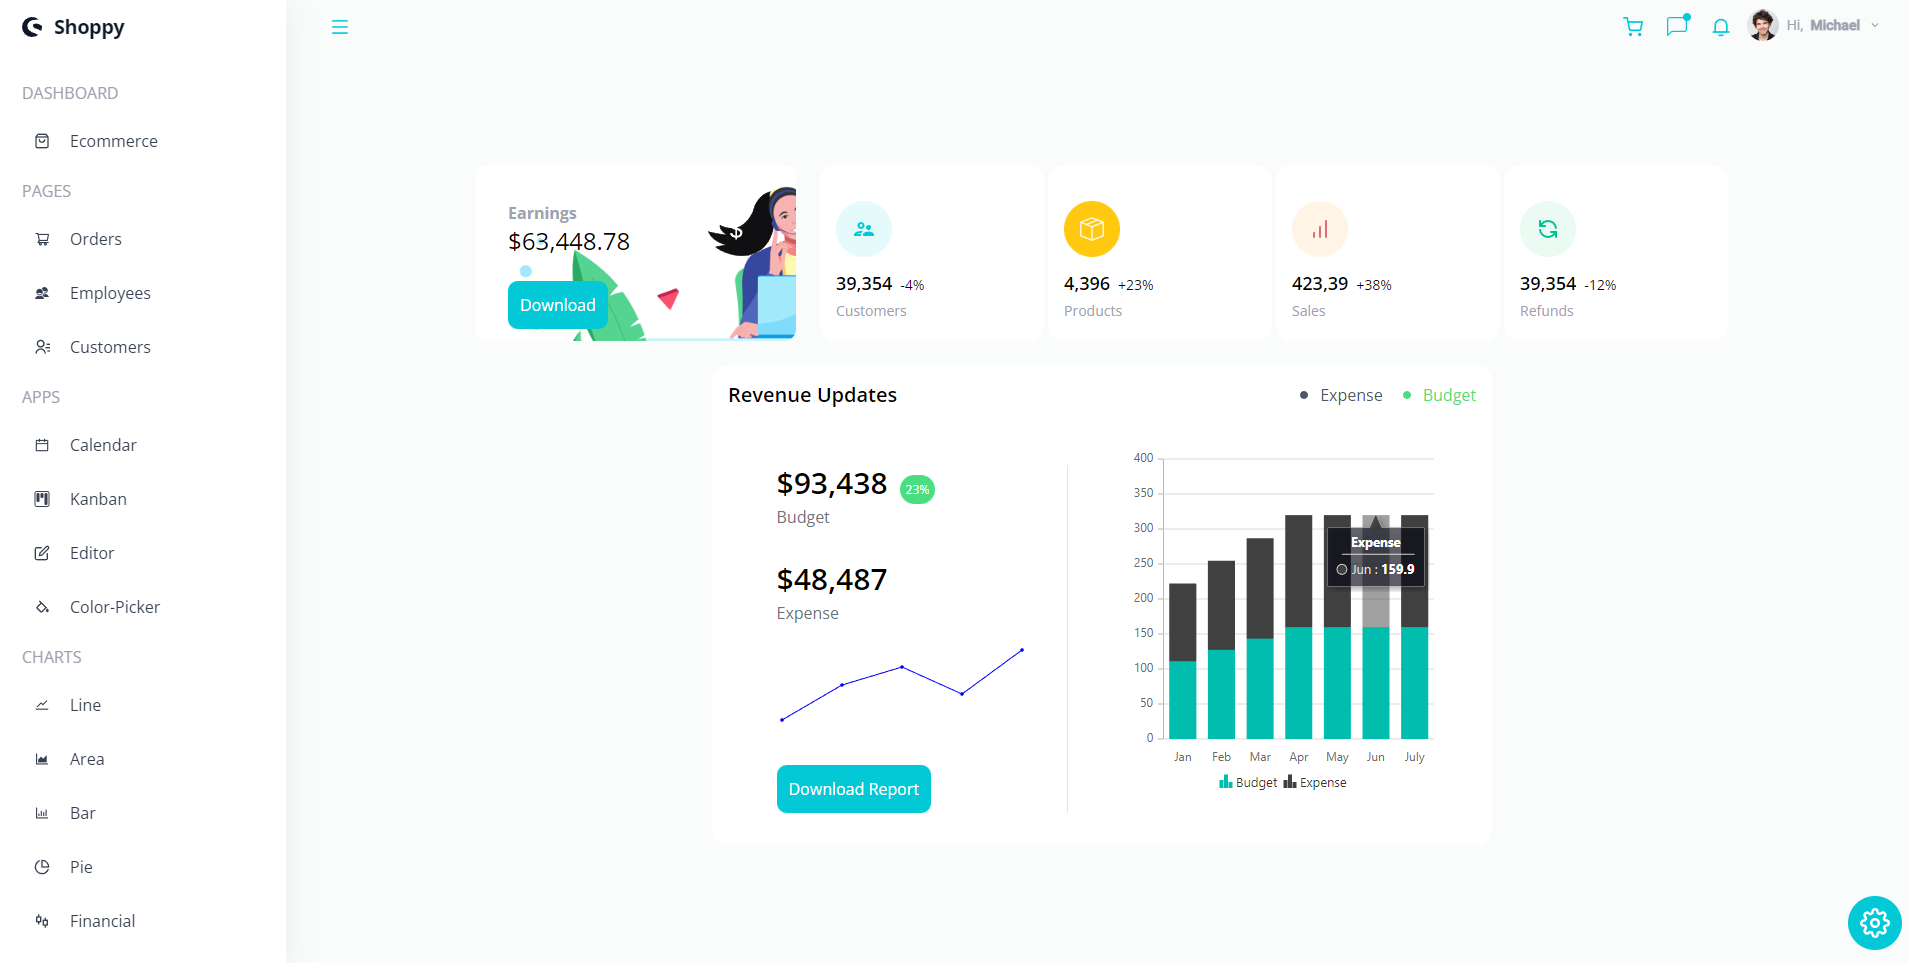 Shoppy
Hi, Michael
DASHBOARD
Ecommerce
PAGES
Orders
Employees
Customers
APPS
Calendar
Kanban
Editor
Color-Picker
CHARTS
Line
Area
Bar
Pie
Financial
Earnings
$63,448.78
Download
$
39,354 -4%
Customers
4,396 +23%
Products
423,39 +38%
Sales
39,354 -12%
Refunds
Revenue Updates
Expense
Budget
$93,438 23%
Budget
$48,487
Expense
Download Report
400
350
300
250
200
150
100
50
0
Expense
Jun : 159.9
Jan Feb Mar Apr May Jun July
Budget Expense